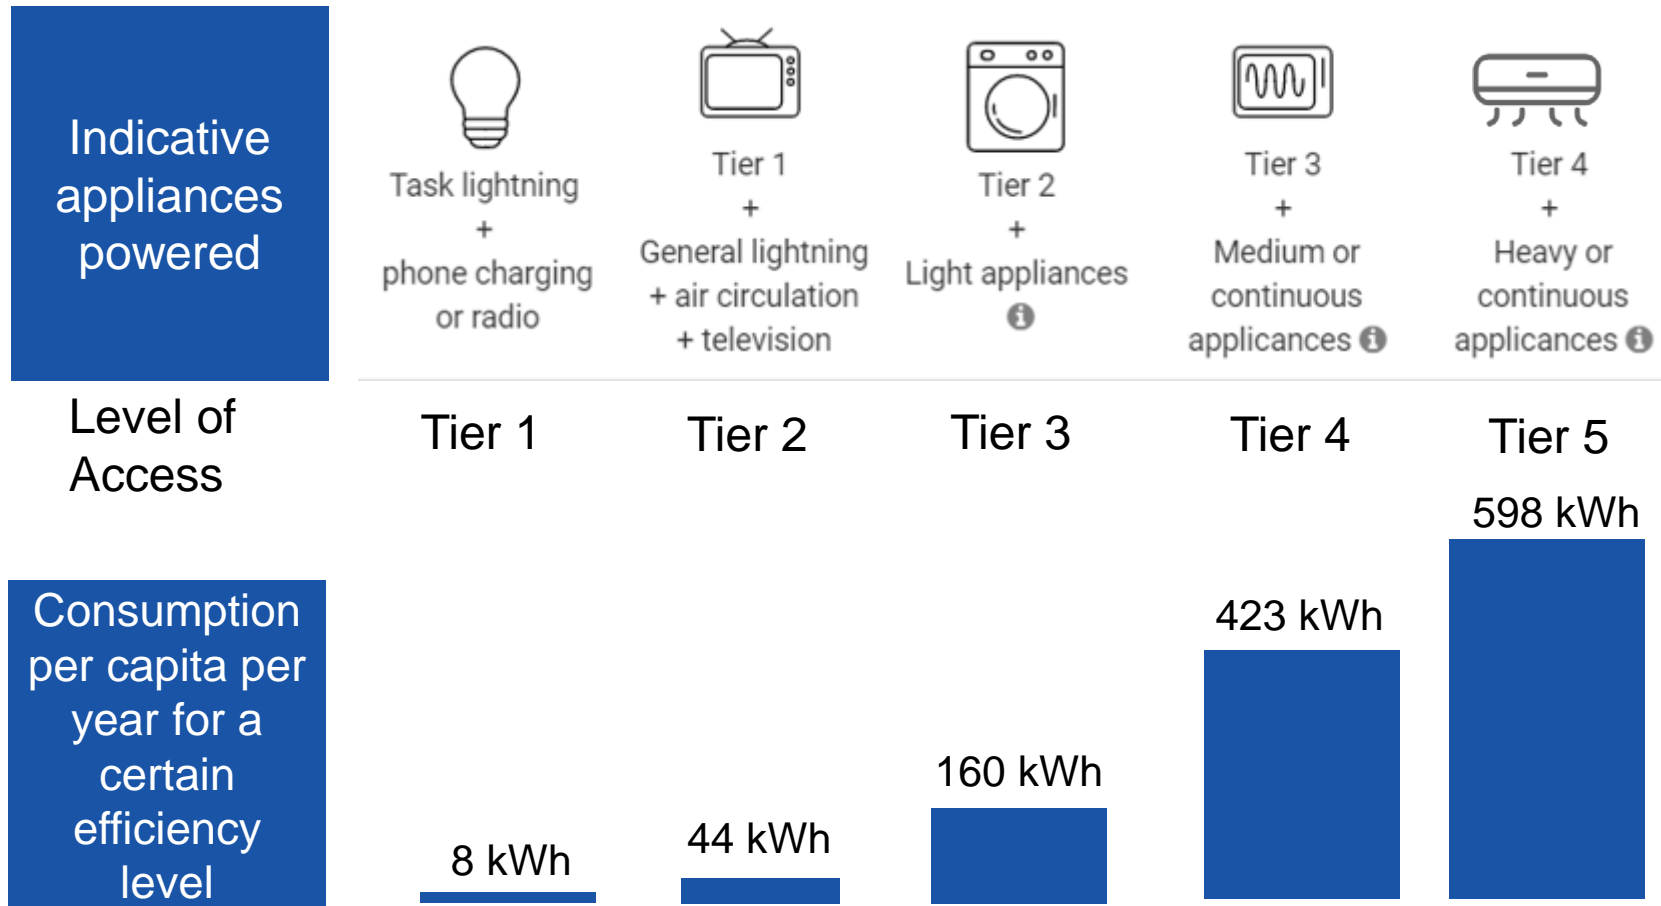 Indicative
appliances
powered
Task lightning
+
phone charging
or radio
Tier 1
+
General lightning
+ air circulation
+ television
Tier 2
+
Light appliances
Tier 3
+
Medium or
continuous
applicances
Tier 4
+
Heavy or
continuous
applicances
Level of
Access
Tier 1
Tier 2
Tier 3
Tier 4
Tier 5
Consumption
per capita per
year for a
certain
efficiency
level
8 kWh
44 kWh
160 kWh
423 kWh
598 kWh